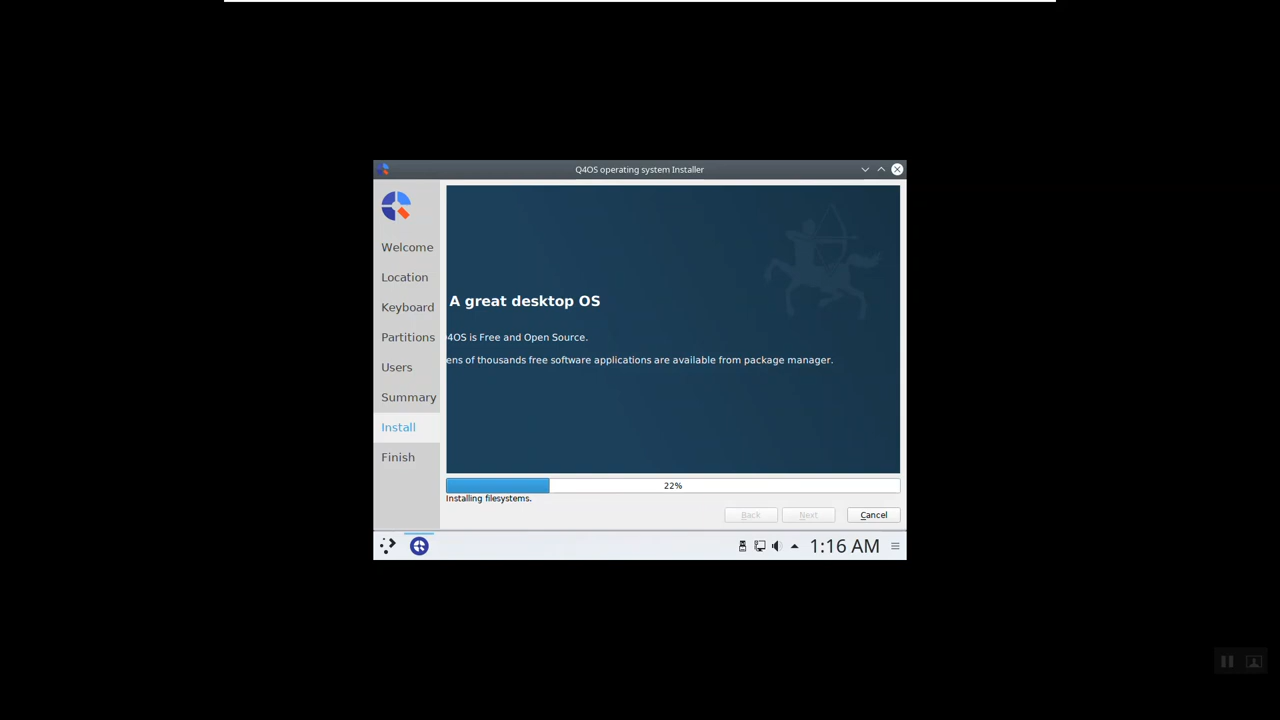 Q4OS operating system Installer
Welcome
Location
Keyboard
Partitions
Users
Summary
Install
Finish
A great desktop OS
4OS is Free and Open Source.
ens of thousands free software applications are available from package manager.
22%
Installing filesystems.
Back
Next
Cancel
1:16 AM